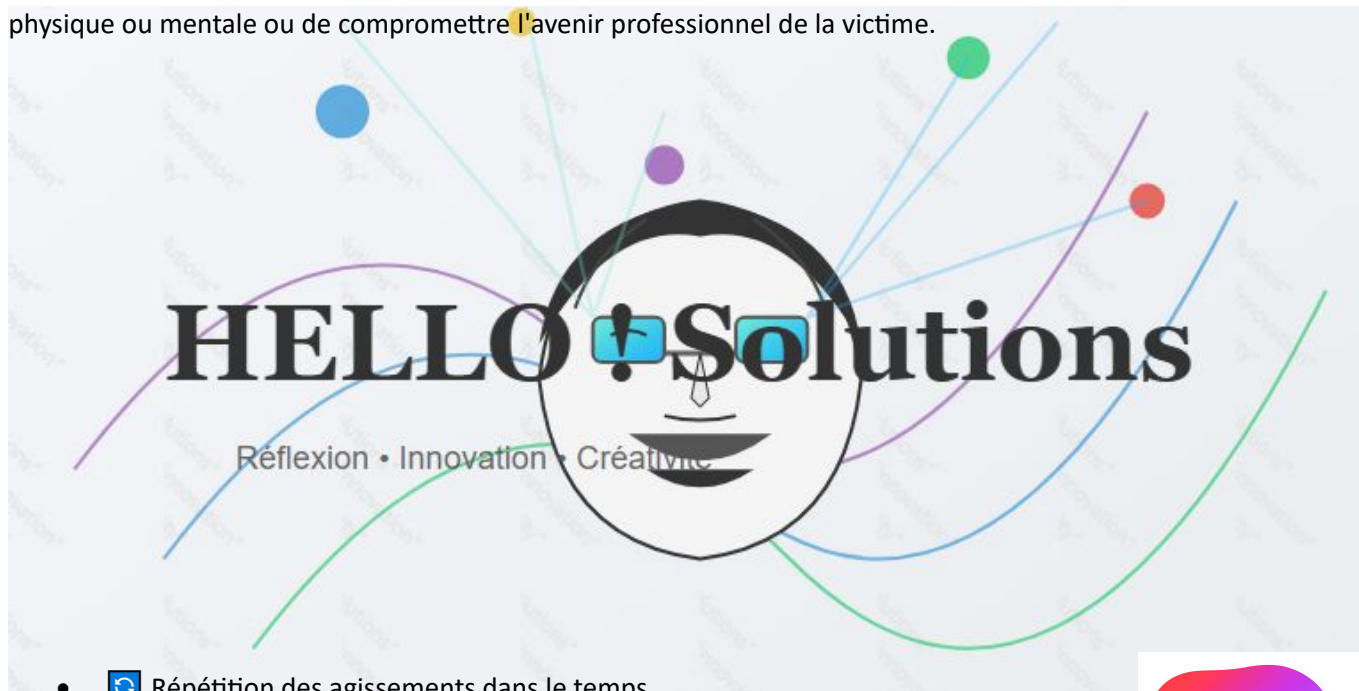 physique ou mentale ou de compromettre l'avenir professionnel de la victime.
HELLO ! Solutions
Réflexion • Innovation • Créativité
• Répétition des agissements dans le temps